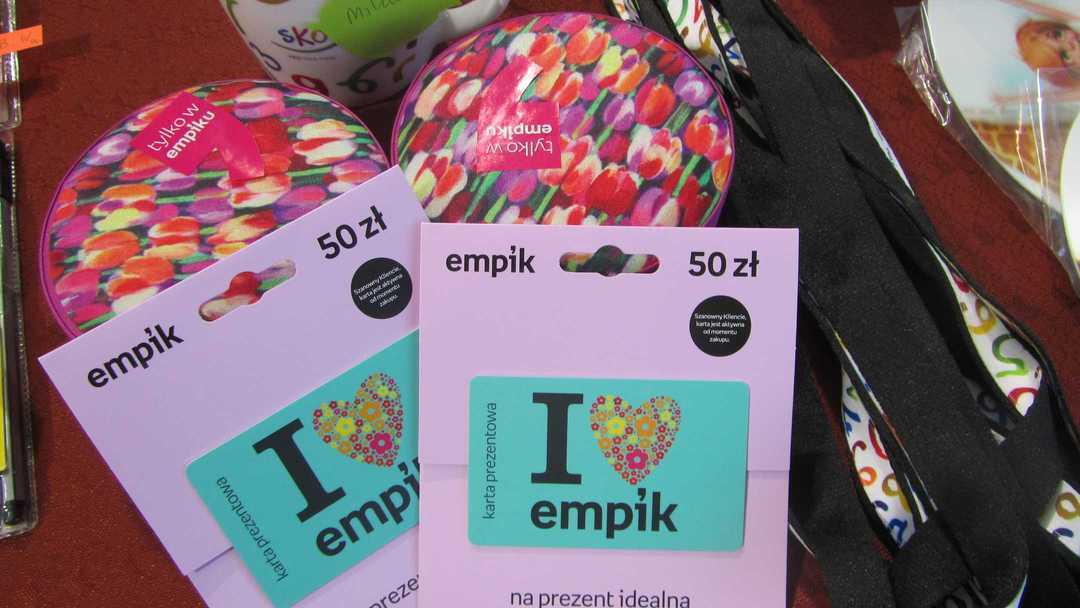 tylko w
empiku
tylko w
empiku
empik
50 zł
Szanowny Kliencie,
karta jest aktywna
od momentu
zakupu.
karta prezentowa
I
empik
empik
50 zł
Szanowny Kliencie,
karta jest aktywna
od momentu
zakupu.
karta prezentowa
I
empik
na prezent idealna